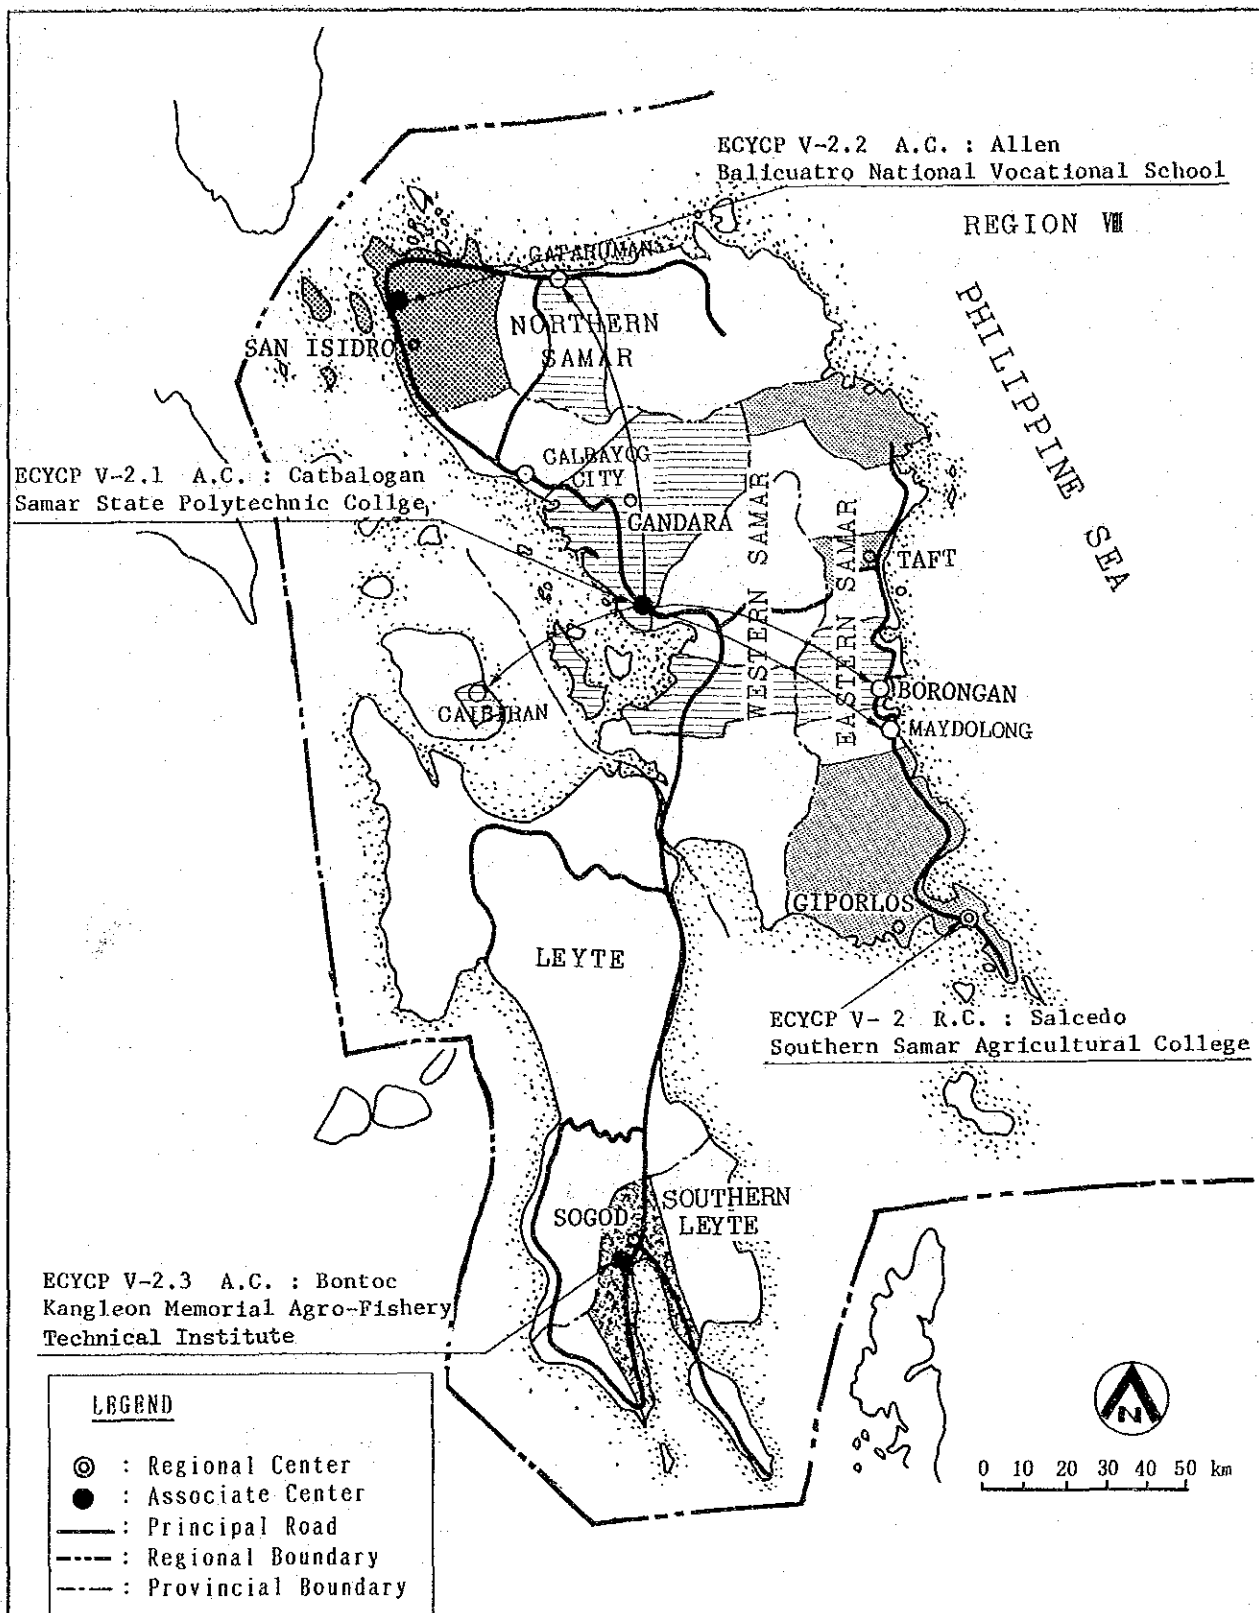 ECYCP V-2.2 A.C. : Allen
Balicuatro National Vocational School
REGION VIII
PHILIPPINE SEA
CATARUMAN
NORTHERN
SAMAR
SAN ISIDRO
CALBAYOG
CITY
GANDARA
ECYCP V-2.1 A.C. : Catbalogan
Samar State Polytechnic Collge
WESTERN SAMAR
EASTERN SAMAR
TAFT
BORONGAN
MAYDOLONG
CAIBIRAN
GIPORLOS
LEYTE
ECYCP V- 2 R.C. : Salcedo
Southern Samar Agricultural College
SOGOD
SOUTHERN
LEYTE
ECYCP V-2.3 A.C. : Bontoc
Kangleon Memorial Agro-Fishery
Technical Institute
LEGEND
: Regional Center
: Associate Center
: Principal Road
: Regional Boundary
: Provincial Boundary
N
0 10 20 30 40 50 km